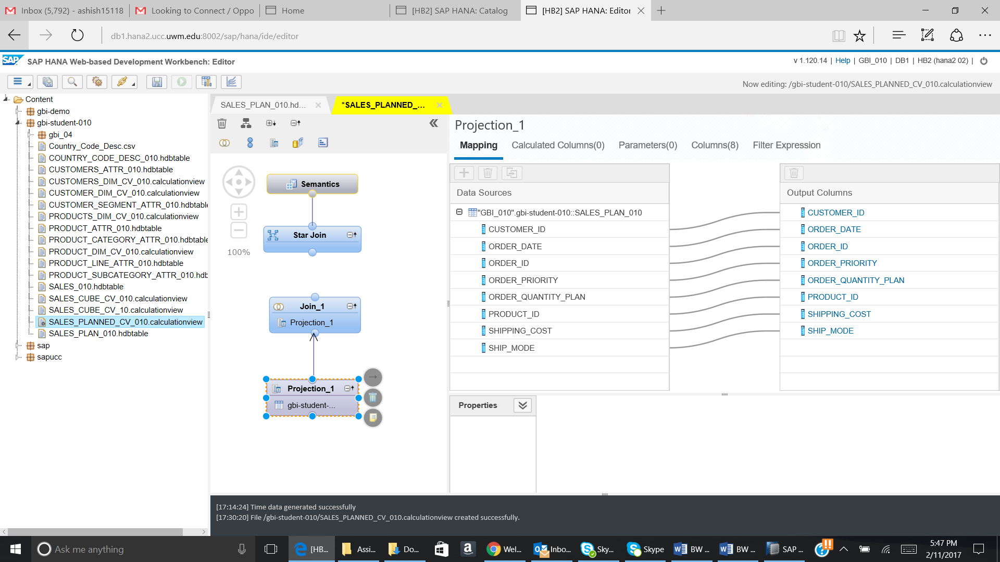 Inbox (5,792) - ashish15118
Looking to Connect / Oppo
Home
[HB2] SAP HANA: Catalog
[HB2] SAP HANA: Editor
db1.hana2.ucc.uwm.edu:8002/sap/hana/ide/editor
SAP SAP HANA Web-based Development Workbench: Editor
v 1.120.14 | Help | GBI_010 | DB1 | HB2 (hana2 02) |
Now editing: /gbi-student-010/SALES_PLANNED_CV_010.calculationview
Content
gbi-demo
gbi-student-010
gbi_04
Country_Code_Desc.csv
COUNTRY_CODE_DESC_010.hdbtable
CUSTOMERS_ATTR_010.hdbtable
CUSTOMERS_DIM_CV_010.calculationview
CUSTOMER_DIM_CV_010.calculationview
CUSTOMER_SEGMENT_ATTR_010.hdbtable
PRODUCTS_DIM_CV_010.calculationview
PRODUCT_ATTR_010.hdbtable
PRODUCT_CATEGORY_ATTR_010.hdbtable
PRODUCT_DIM_CV_010.calculationview
PRODUCT_LINE_ATTR_010.hdbtable
PRODUCT_SUBCATEGORY_ATTR_010.hdb
SALES_010.hdbtable
SALES_CUBE_CV_010.calculationview
SALES_CUBE_CV_10.calculationview
SALES_PLANNED_CV_010.calculationview
SALES_PLAN_010.hdbtable
sap
sapucc
SALES_PLAN_010.hd...
*SALES_PLANNED_...
100%
Semantics
Star Join
Join_1
Projection_1
Projection_1
gbi-student-...
Projection_1
Mapping
Calculated Columns(0)
Parameters(0)
Columns(8)
Filter Expression
Data Sources
"GBI_010".gbi-student-010::SALES_PLAN_010
CUSTOMER_ID
ORDER_DATE
ORDER_ID
ORDER_PRIORITY
ORDER_QUANTITY_PLAN
PRODUCT_ID
SHIPPING_COST
SHIP_MODE
Output Columns
CUSTOMER_ID
ORDER_DATE
ORDER_ID
ORDER_PRIORITY
ORDER_QUANTITY_PLAN
PRODUCT_ID
SHIPPING_COST
SHIP_MODE
Properties
[17:14:24] Time data generated successfully
[17:30:20] File /gbi-student-010/SALES_PLANNED_CV_010.calculationview created successfully.
Ask me anything
[HB...
Assi...
Do...
Wel...
Inbo...
Sky...
Skype
BW ...
BW ...
SAP ...
5:47 PM
2/11/2017